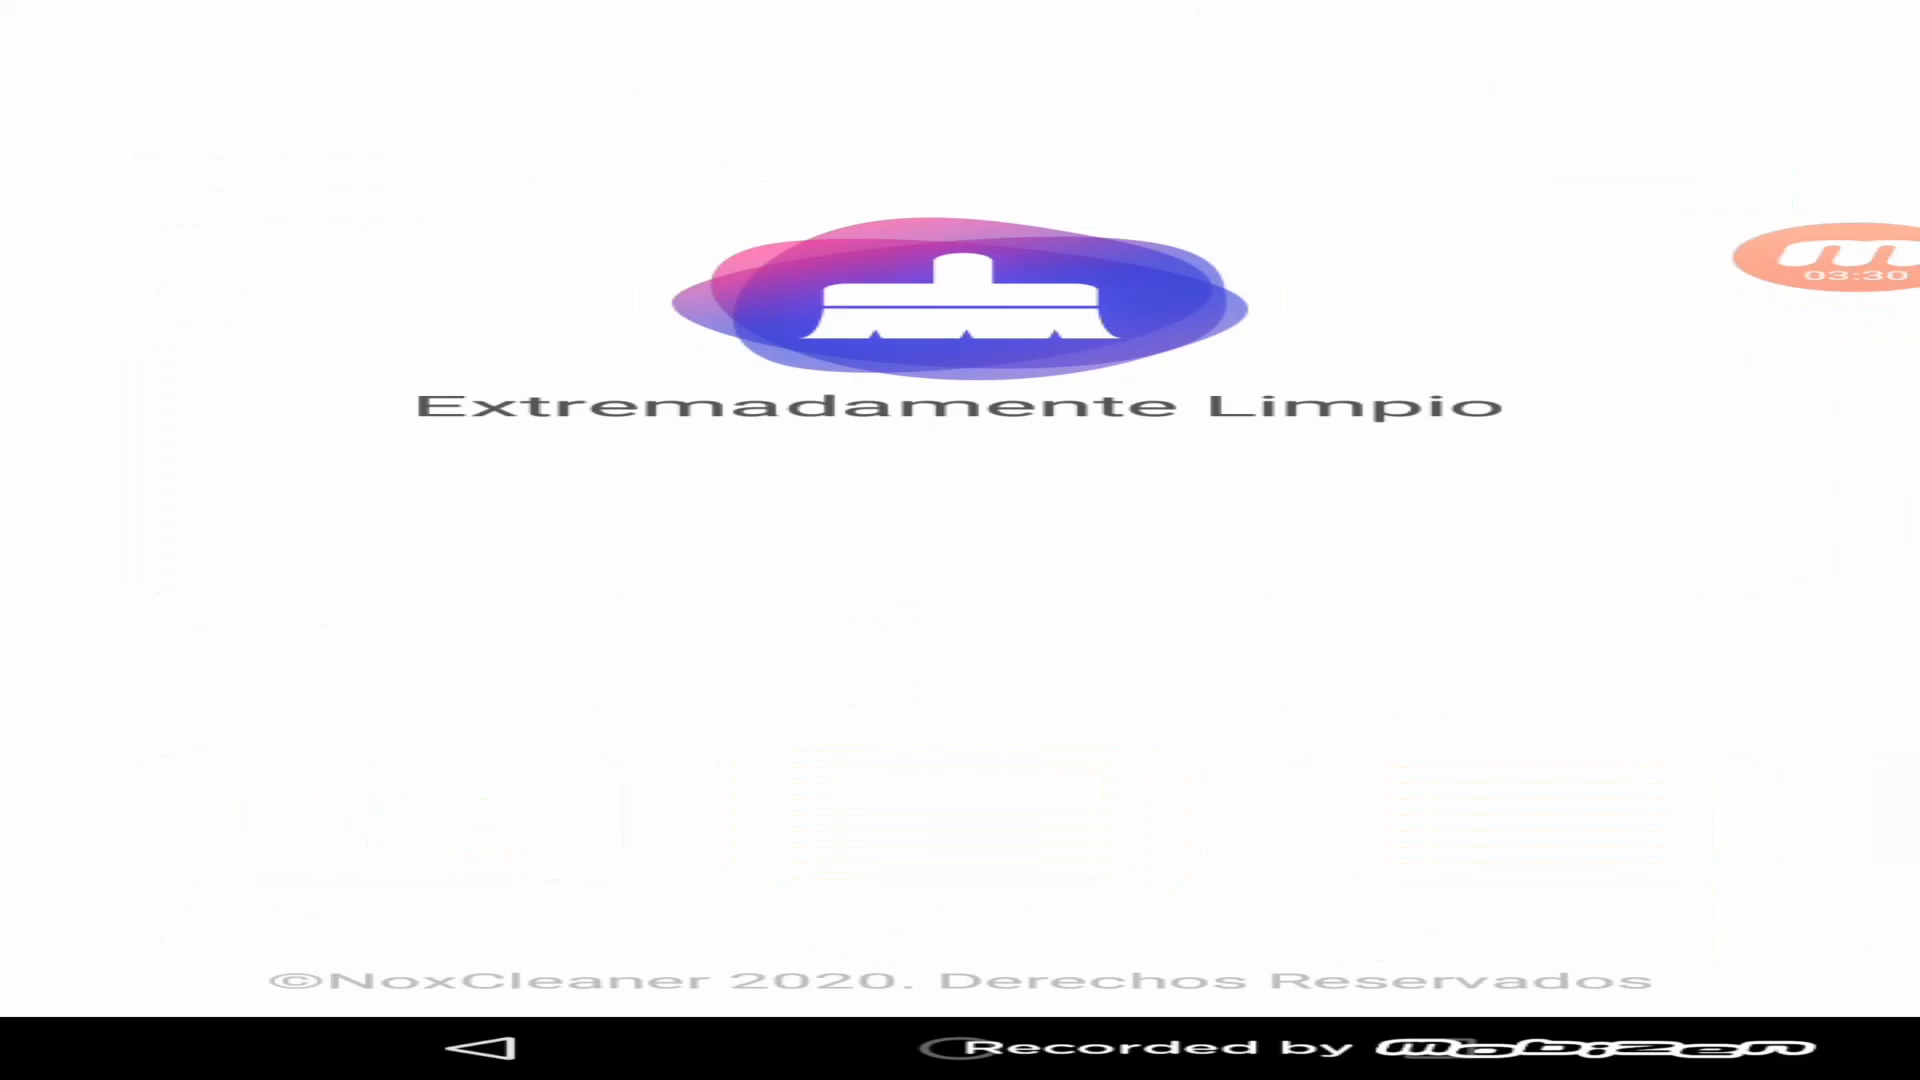 03:30
Extremadamente Limpio
©NoxCleaner 2020. Derechos Reservados
Recorded by mobizen